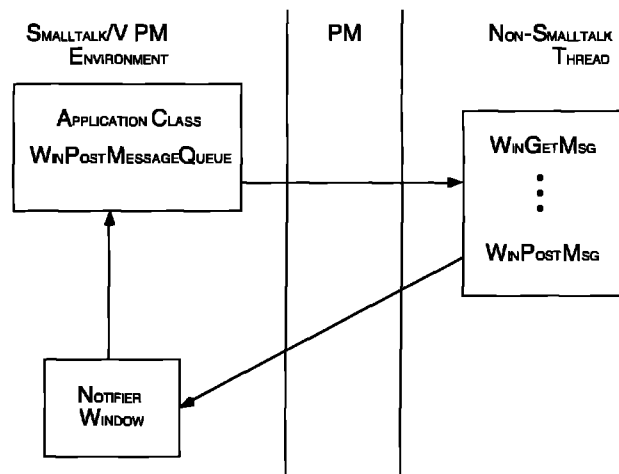 Smalltalk/V PM
Environment
PM
Non-Smalltalk
Thread
Application Class
WinPostMessageQueue
WinGetMsg
WinPostMsg
Notifier
Window